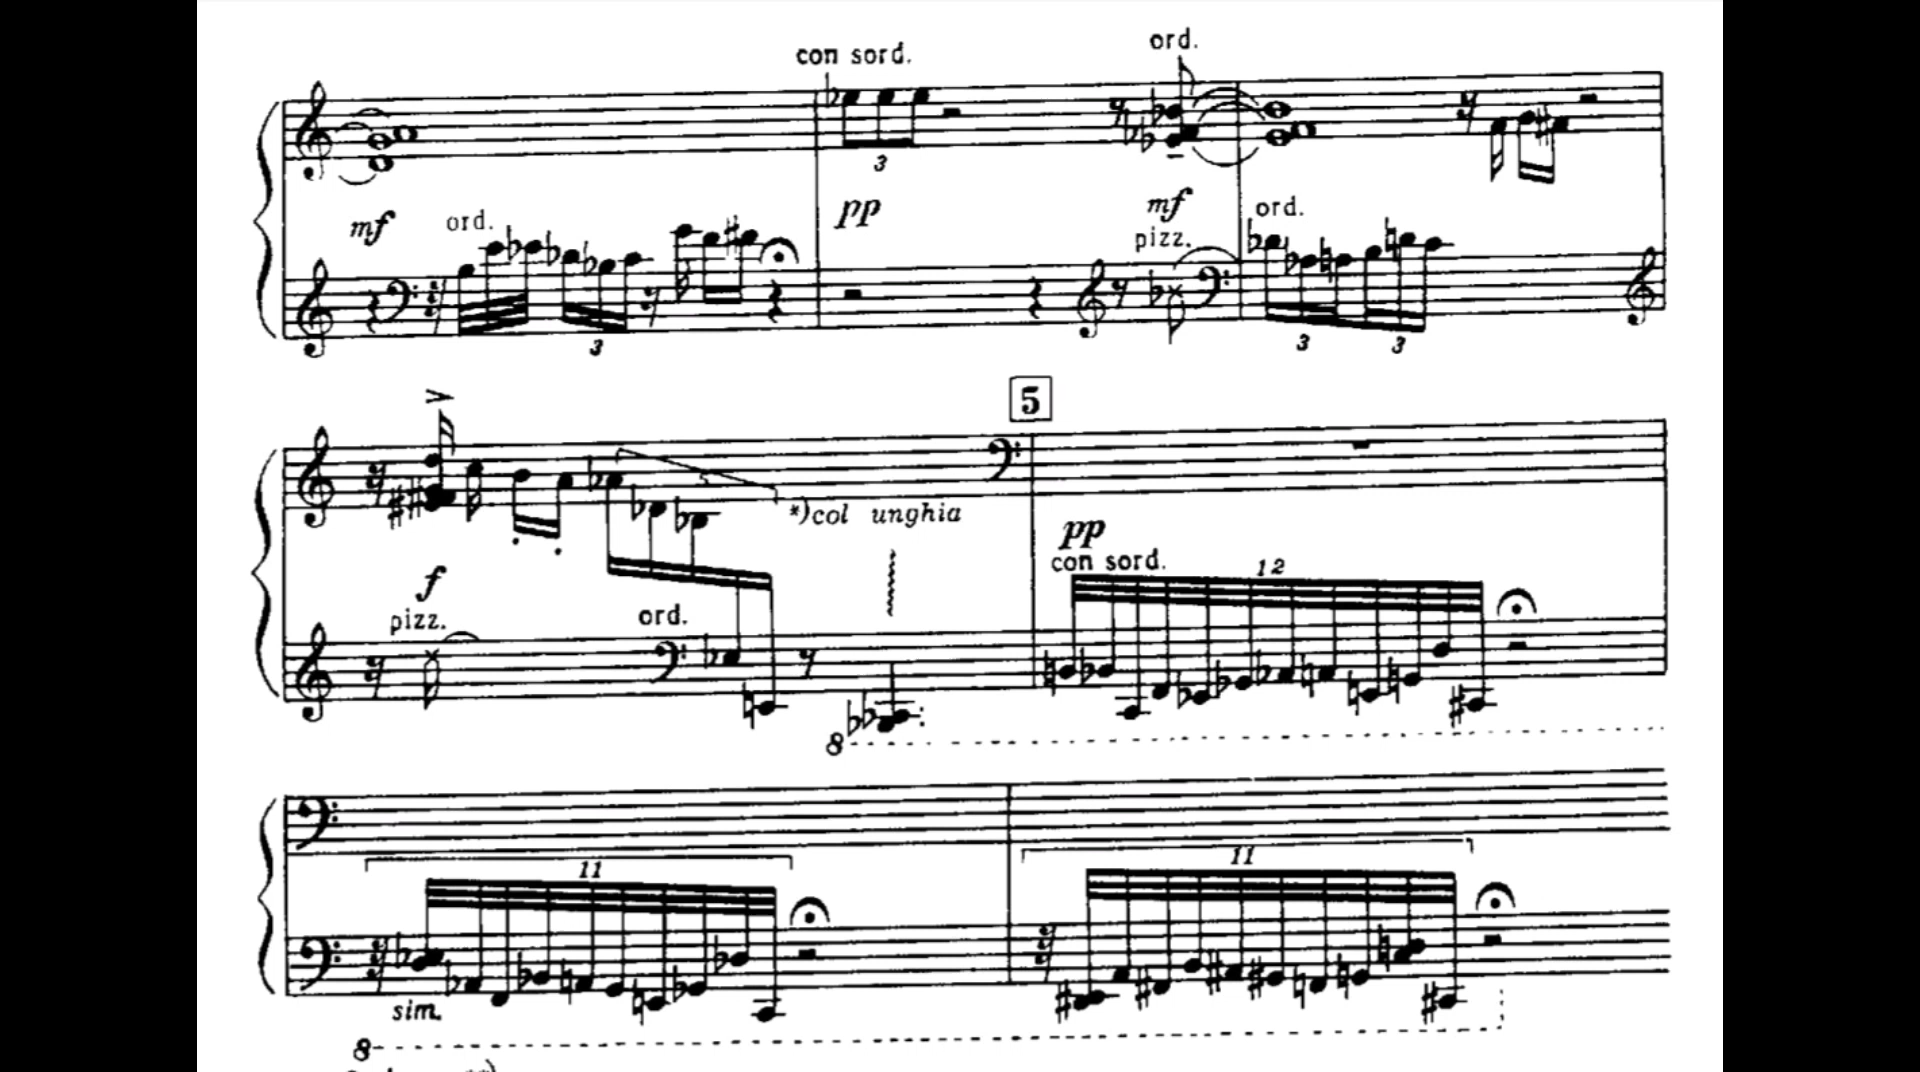 con sord.
ord.
3
mf
ord.
pp
mf
ord.
pizz.
3
3
3
5
*)col unghia
f
pp
pizz.
ord.
con sord.
12
8
11
11
sim.
8